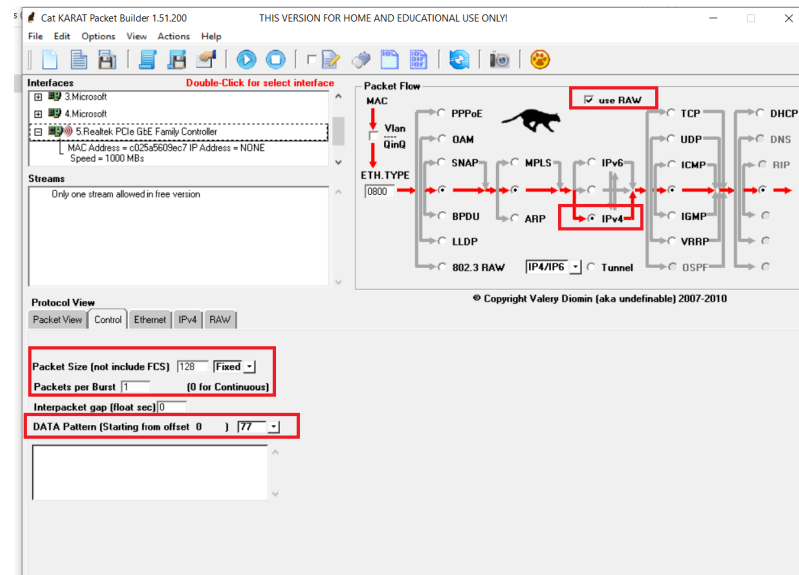 Cat KARAT Packet Builder 1.51.200 THIS VERSION FOR HOME AND EDUCATIONAL USE ONLY!
File Edit Options View Actions Help
Interfaces Double-Click for select interface
3.Microsoft
4.Microsoft
5.Realtek PCIe GbE Family Controller
MAC Address = c025a5609ec7 IP Address = NONE
Speed = 1000 MBs
Streams
Only one stream allowed in free version
Packet Flow
MAC
use RAW
Vlan
QinQ
ETH.TYPE
0800
PPPoE
OAM
SNAP
BPDU
LLDP
802.3 RAW
MPLS
ARP
IP4/IP6
IPv6
IPv4
Tunnel
TCP
UDP
ICMP
IGMP
VRRP
OSPF
DHCP
DNS
RIP
© Copyright Valery Diomin (aka undefinable) 2007-2010
Protocol View
Packet View Control Ethernet IPv4 RAW
Packet Size (not include FCS) 128 Fixed
Packets per Burst 1 (0 for Continuous)
Interpacket gap (float sec) 0
DATA Pattern (Starting from offset 0 ) 77